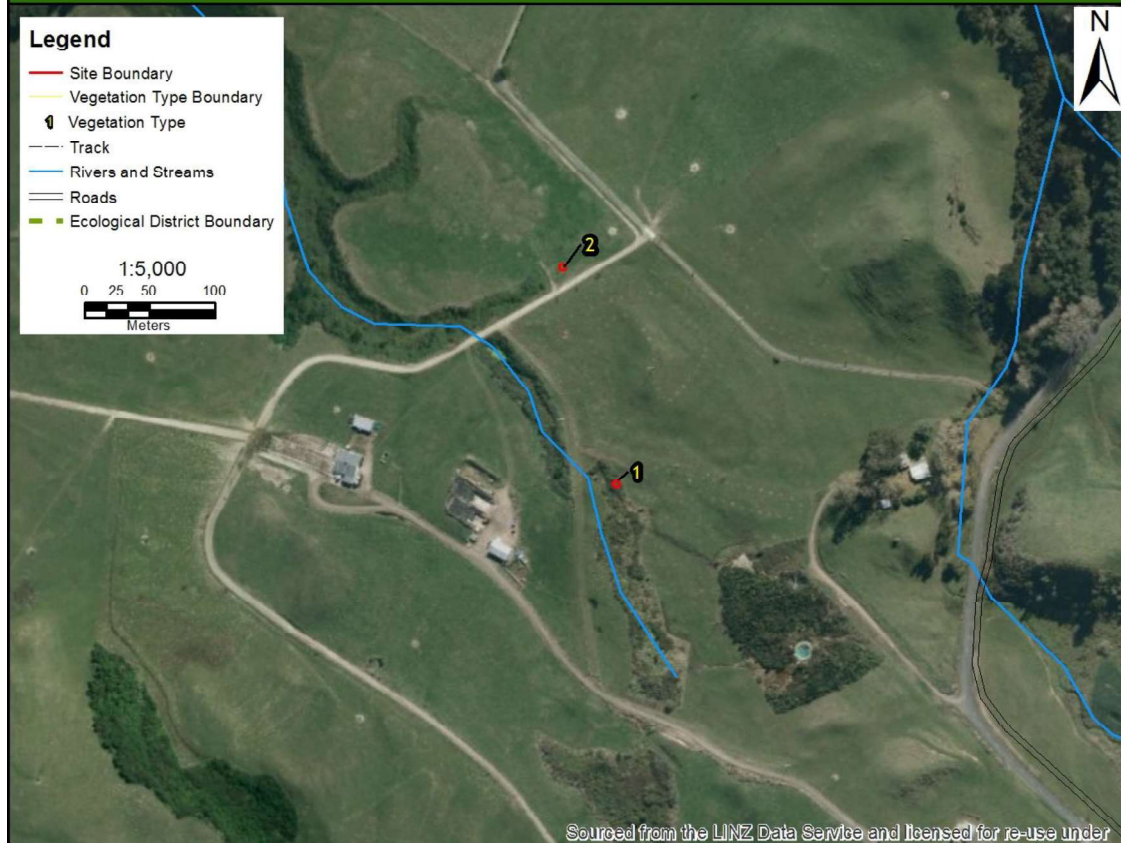 Legend
Site Boundary
Vegetation Type Boundary
1 Vegetation Type
Track
Rivers and Streams
Roads
Ecological District Boundary
1:5,000
0 25 50 100
Meters
N
2
1
Sourced from the LINZ Data Service and licensed for re-use under